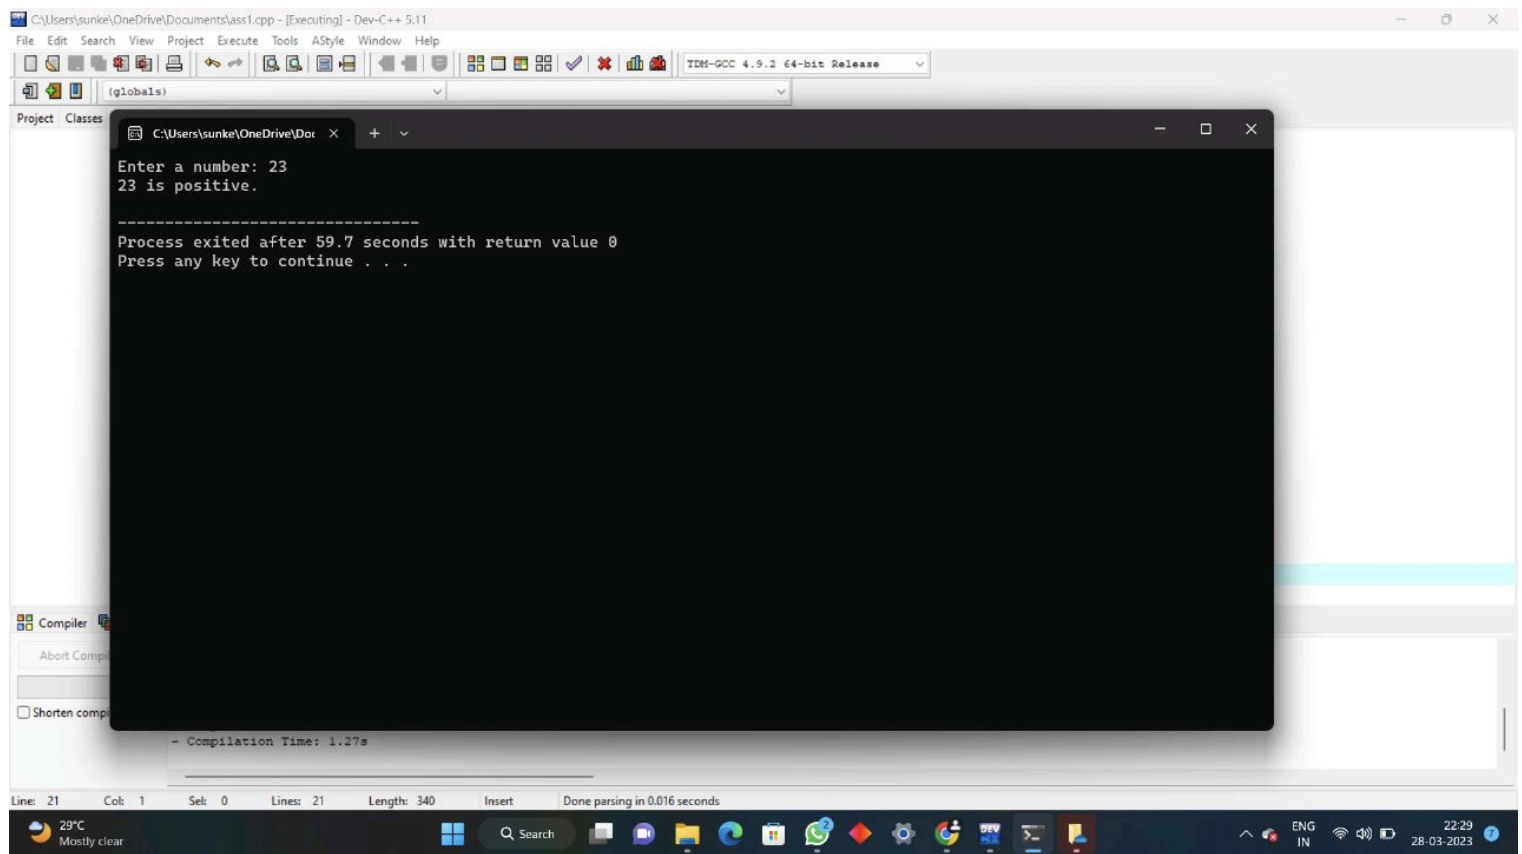 C:\Users\sunke\OneDrive\Documents\ass1.cpp - [Executing] - Dev-C++ 5.11
File Edit Search View Project Execute Tools AStyle Window Help
TDM-GCC 4.9.2 64-bit Release
(globals)
Project Classes
C:\Users\sunke\OneDrive\Doc
Enter a number: 23
23 is positive.
--------------------------------
Process exited after 59.7 seconds with return value 0
Press any key to continue . . .
Compiler
Abort Compi
Shorten compi
- Compilation Time: 1.27s
Line: 21 Col: 1 Sel: 0 Lines: 21 Length: 340 Insert Done parsing in 0.016 seconds
29°C
Mostly clear
Search
2
DEV
ENG
IN
22:29
28-03-2023
7